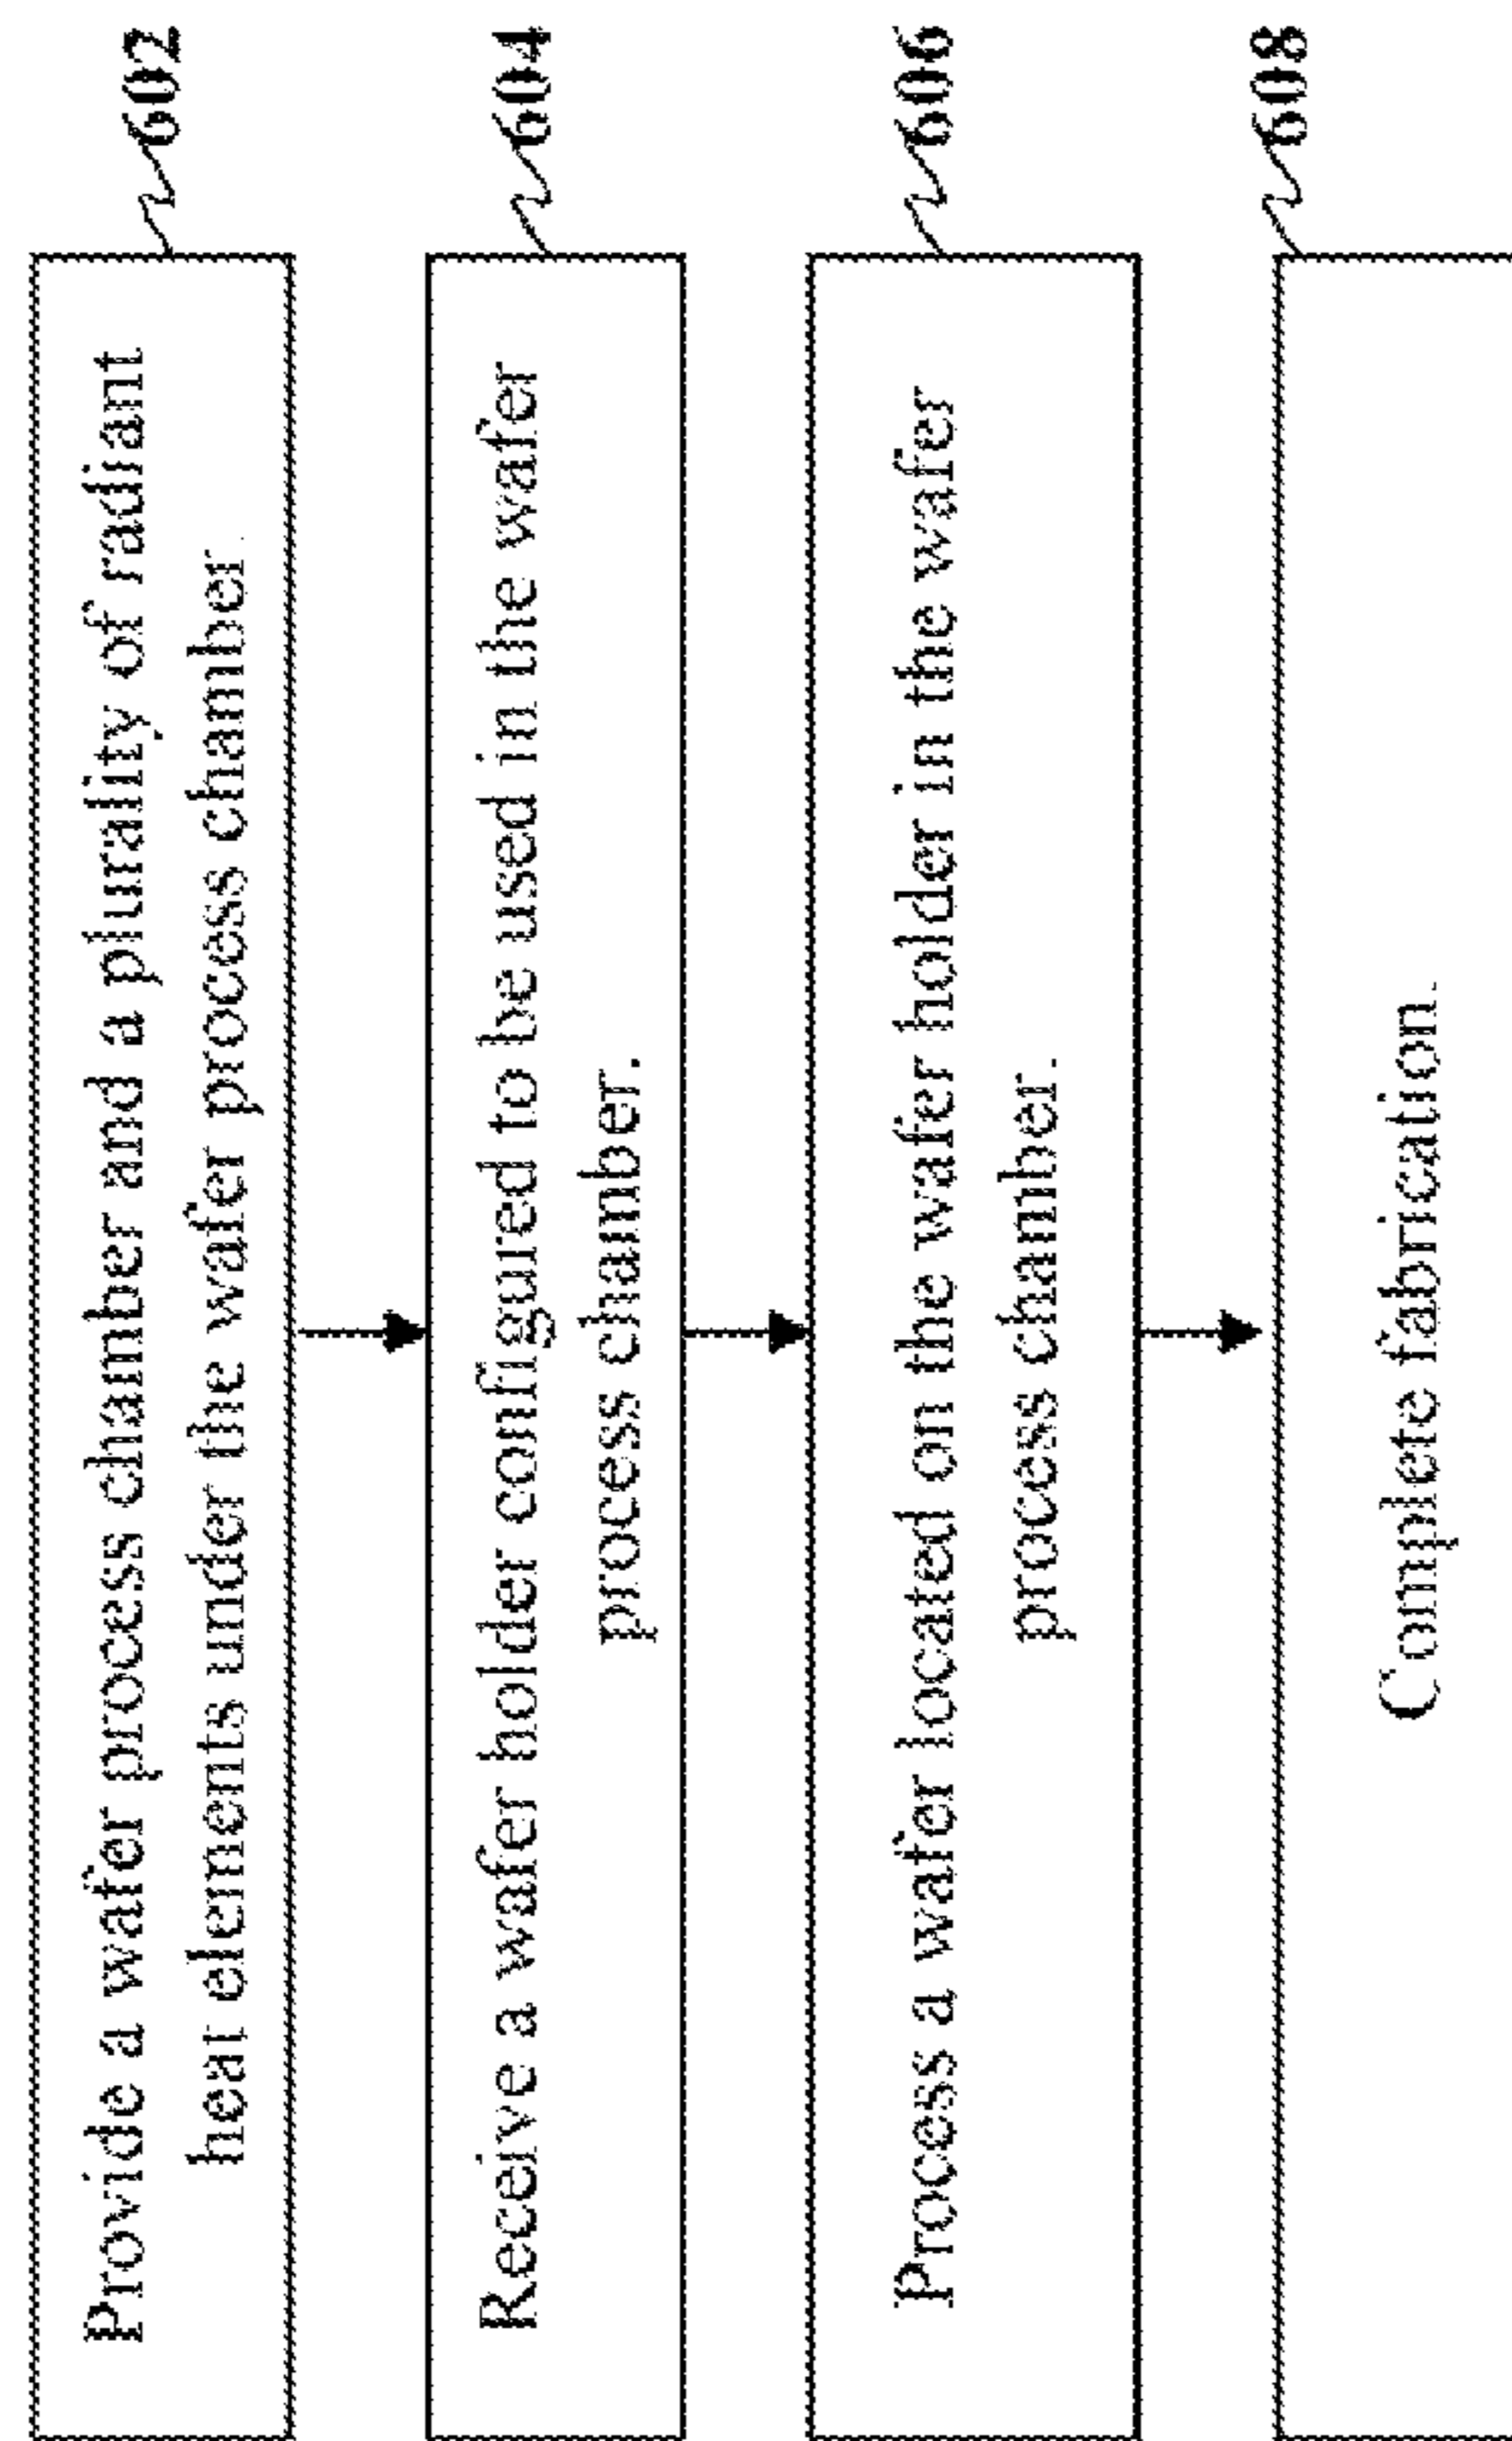 Provide a wafer process chamber and a plurality of radiant
heat elements under the wafer process chamber.
602
Receive a wafer holder configured to be used in the wafer
process chamber.
604
Process a wafer located on the wafer holder in the wafer
process chamber.
606
Complete fabrication.
608